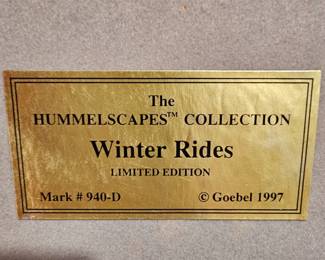 The
HUMMELSCAPES™ COLLECTION
Winter Rides
LIMITED EDITION
Mark # 940-D © Goebel 1997